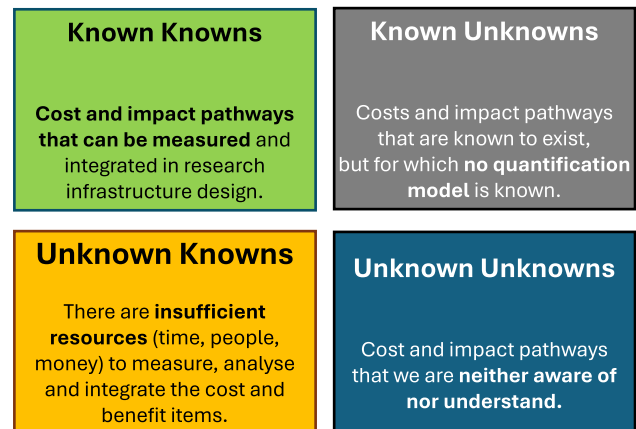 Known Knowns
Cost and impact pathways
that can be measured and
integrated in research
infrastructure design.
Known Unknowns
Costs and impact pathways
that are known to exist,
but for which no quantification
model is known.
Unknown Knowns
There are insufficient
resources (time, people,
money) to measure, analyse
and integrate the cost and
benefit items.
Unknown Unknowns
Cost and impact pathways
that we are neither aware of
nor understand.